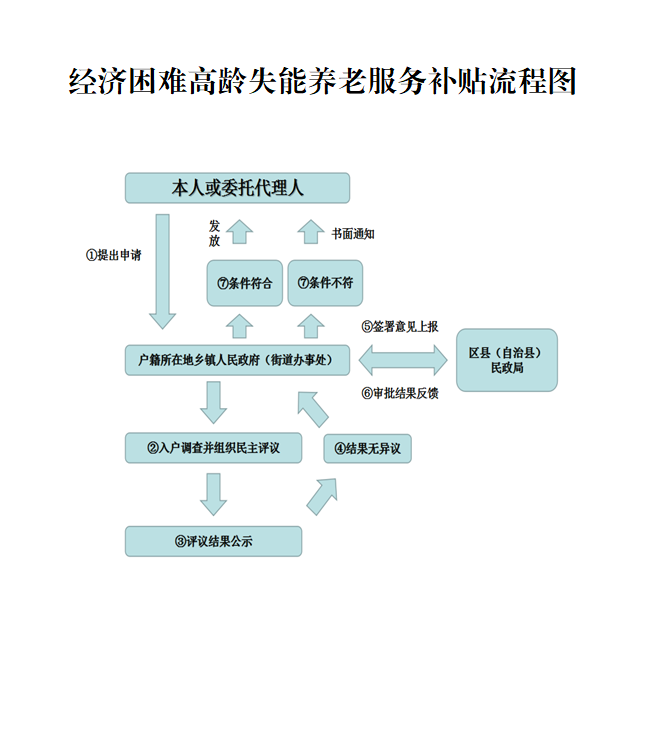 经济困难高龄失能养老服务补贴流程图
本人或委托代理人
①提出申请
发
放
书面通知
⑦条件符合
⑦条件不符
⑤签署意见上报
户籍所在地乡镇人民政府（街道办事处）
区县（自治县）
民政局
⑥审批结果反馈
②入户调查并组织民主评议
④结果无异议
③评议结果公示